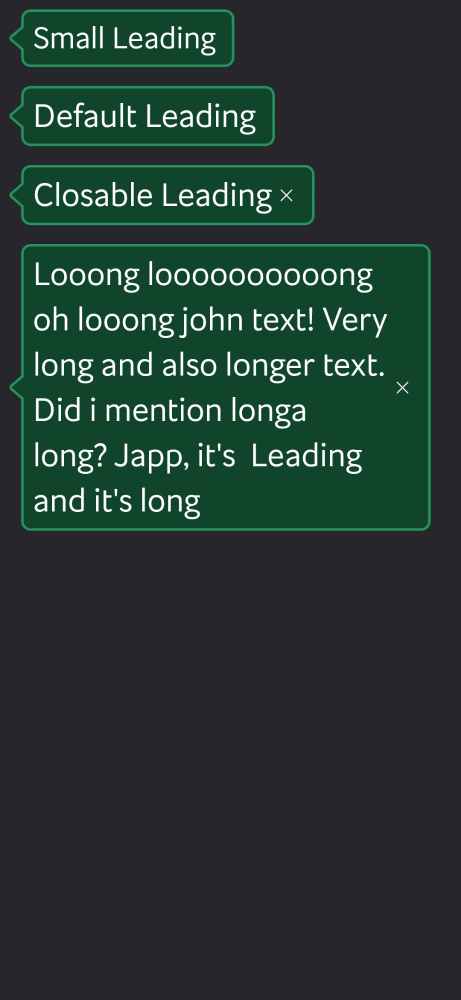 Small Leading
Default Leading
Closable Leading ×
Looong loooooooooong
oh looong john text! Very
long and also longer text.
Did i mention longa
long? Japp, it's  Leading
and it's long
×